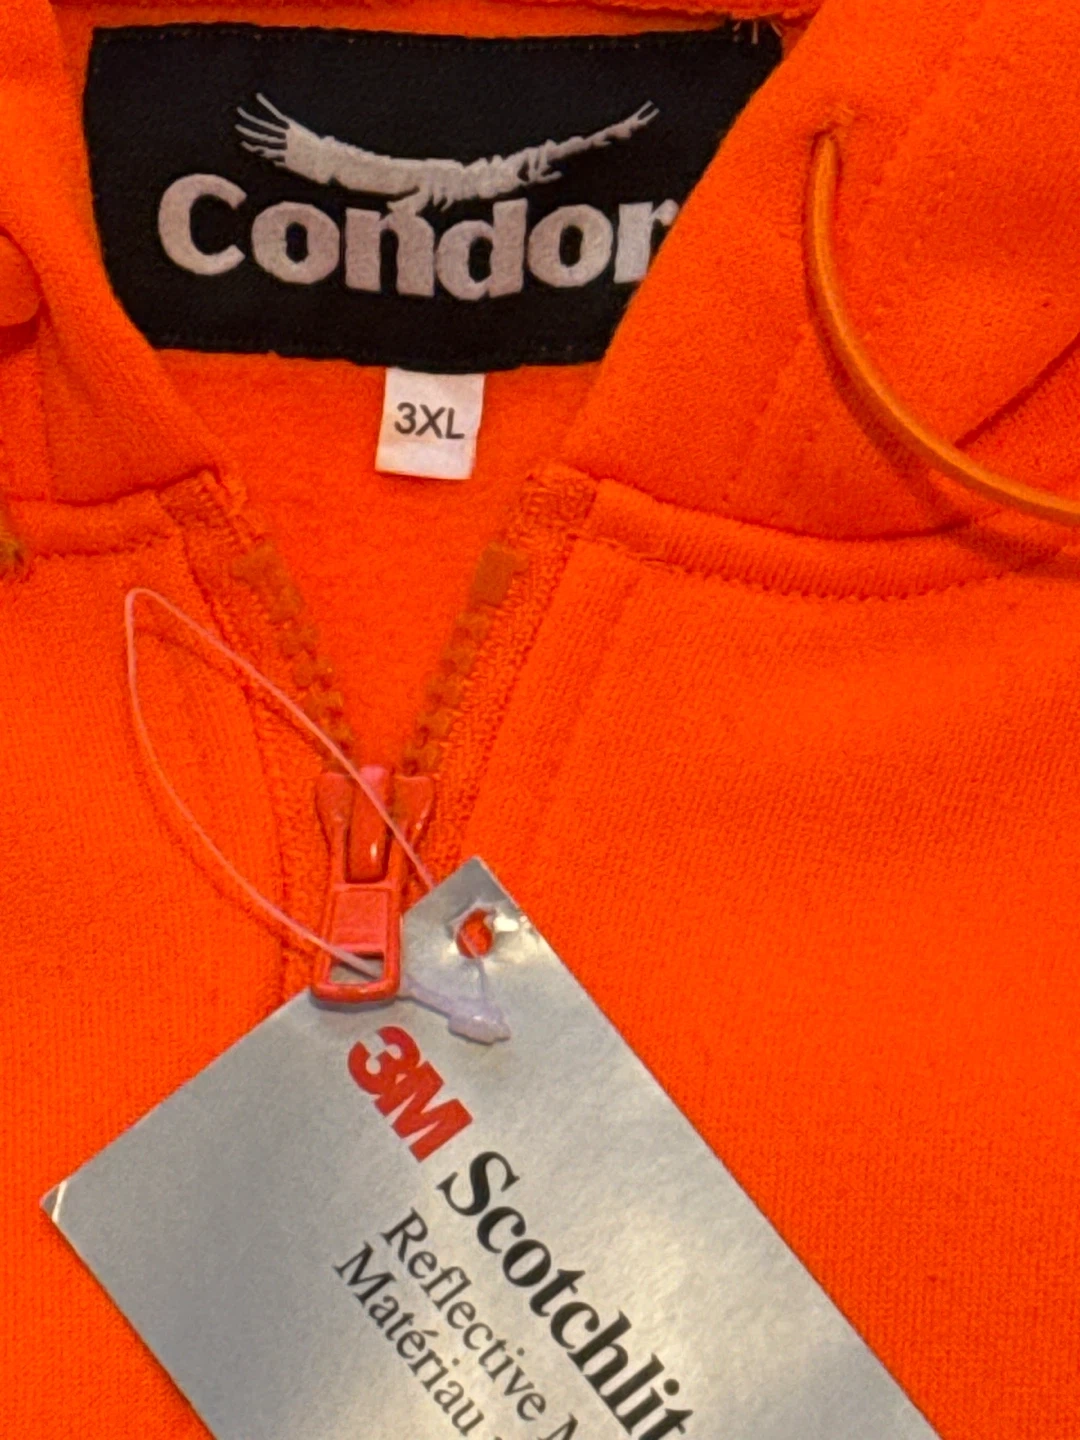 Condor
3XL
3M
Scotchlit
Reflective
Matériau